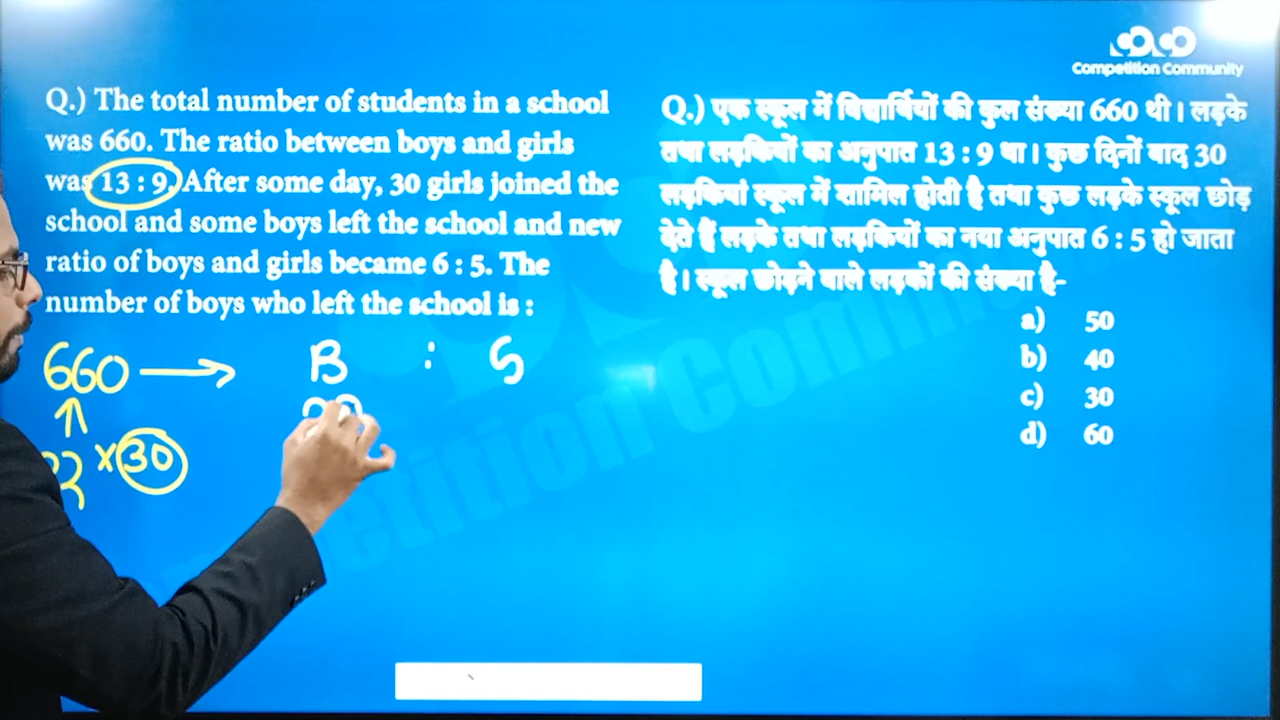 Competition Community
Q.) The total number of students in a school
was 660. The ratio between boys and girls
was 13 : 9. After some day, 30 girls joined the
school and some boys left the school and new
ratio of boys and girls became 6 : 5. The
number of boys who left the school is :
Q.) एक स्कूल में विद्यार्थियों की कुल संख्या 660 थी। लड़के
तथा लड़कियों का अनुपात 13 : 9 था। कुछ दिनों बाद 30
लड़कियां स्कूल में शामिल होती है तथा कुछ लड़के स्कूल छोड़
देते हैं लड़के तथा लड़कियों का नया अनुपात 6 : 5 हो जाता
है। स्कूल छोड़ने वाले लड़कों की संख्या है-
a) 50
b) 40
c) 30
d) 60
660 → B : G
× 30